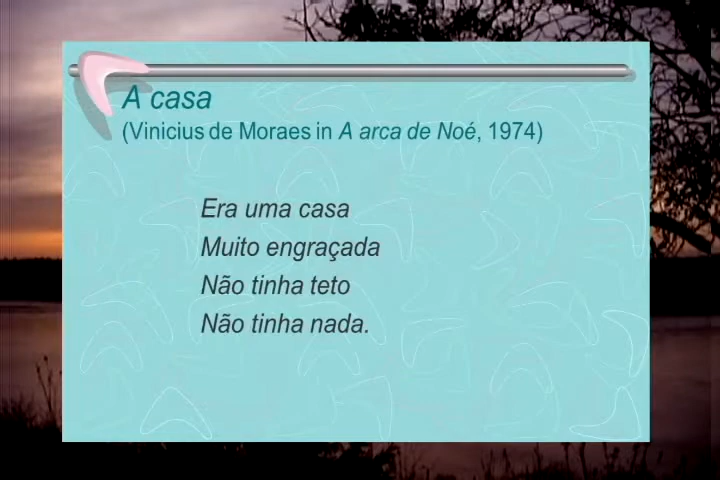 A casa
(Vinicius de Moraes in A arca de Noé, 1974)
Era uma casa
Muito engraçada
Não tinha teto
Não tinha nada.